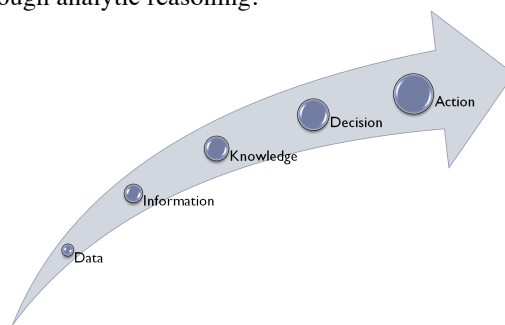 ough analytic reasoning.
Action
Decision
Knowledge
Information
Data